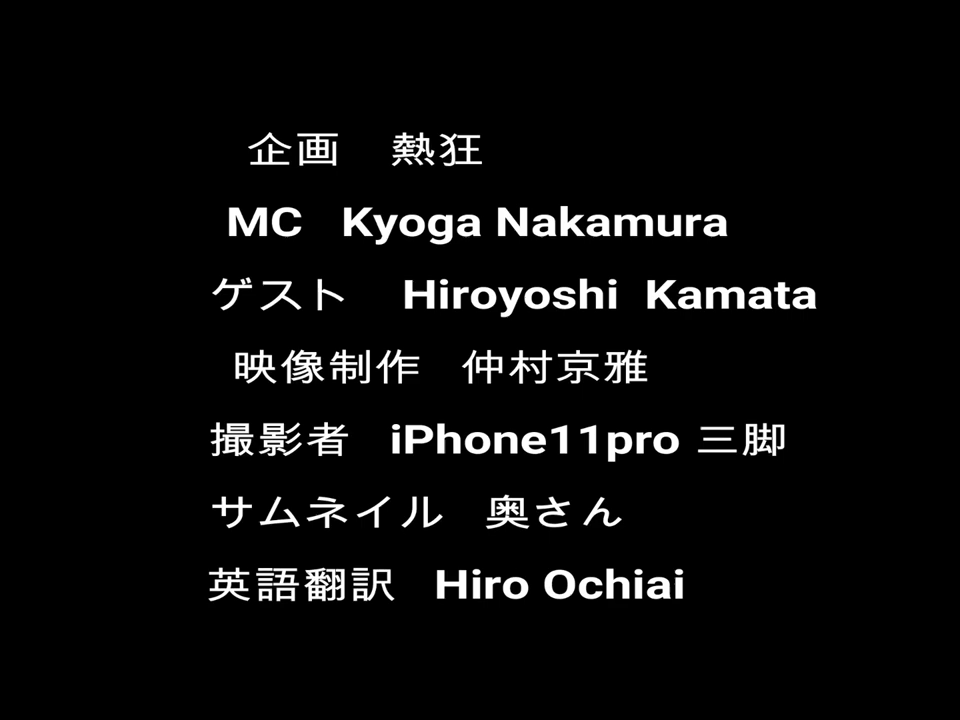 企画 熱狂
MC Kyoga Nakamura
ゲスト Hiroyoshi Kamata
映像制作 仲村京雅
撮影者 iPhone11pro 三脚
サムネイル 奥さん
英語翻訳 Hiro Ochiai